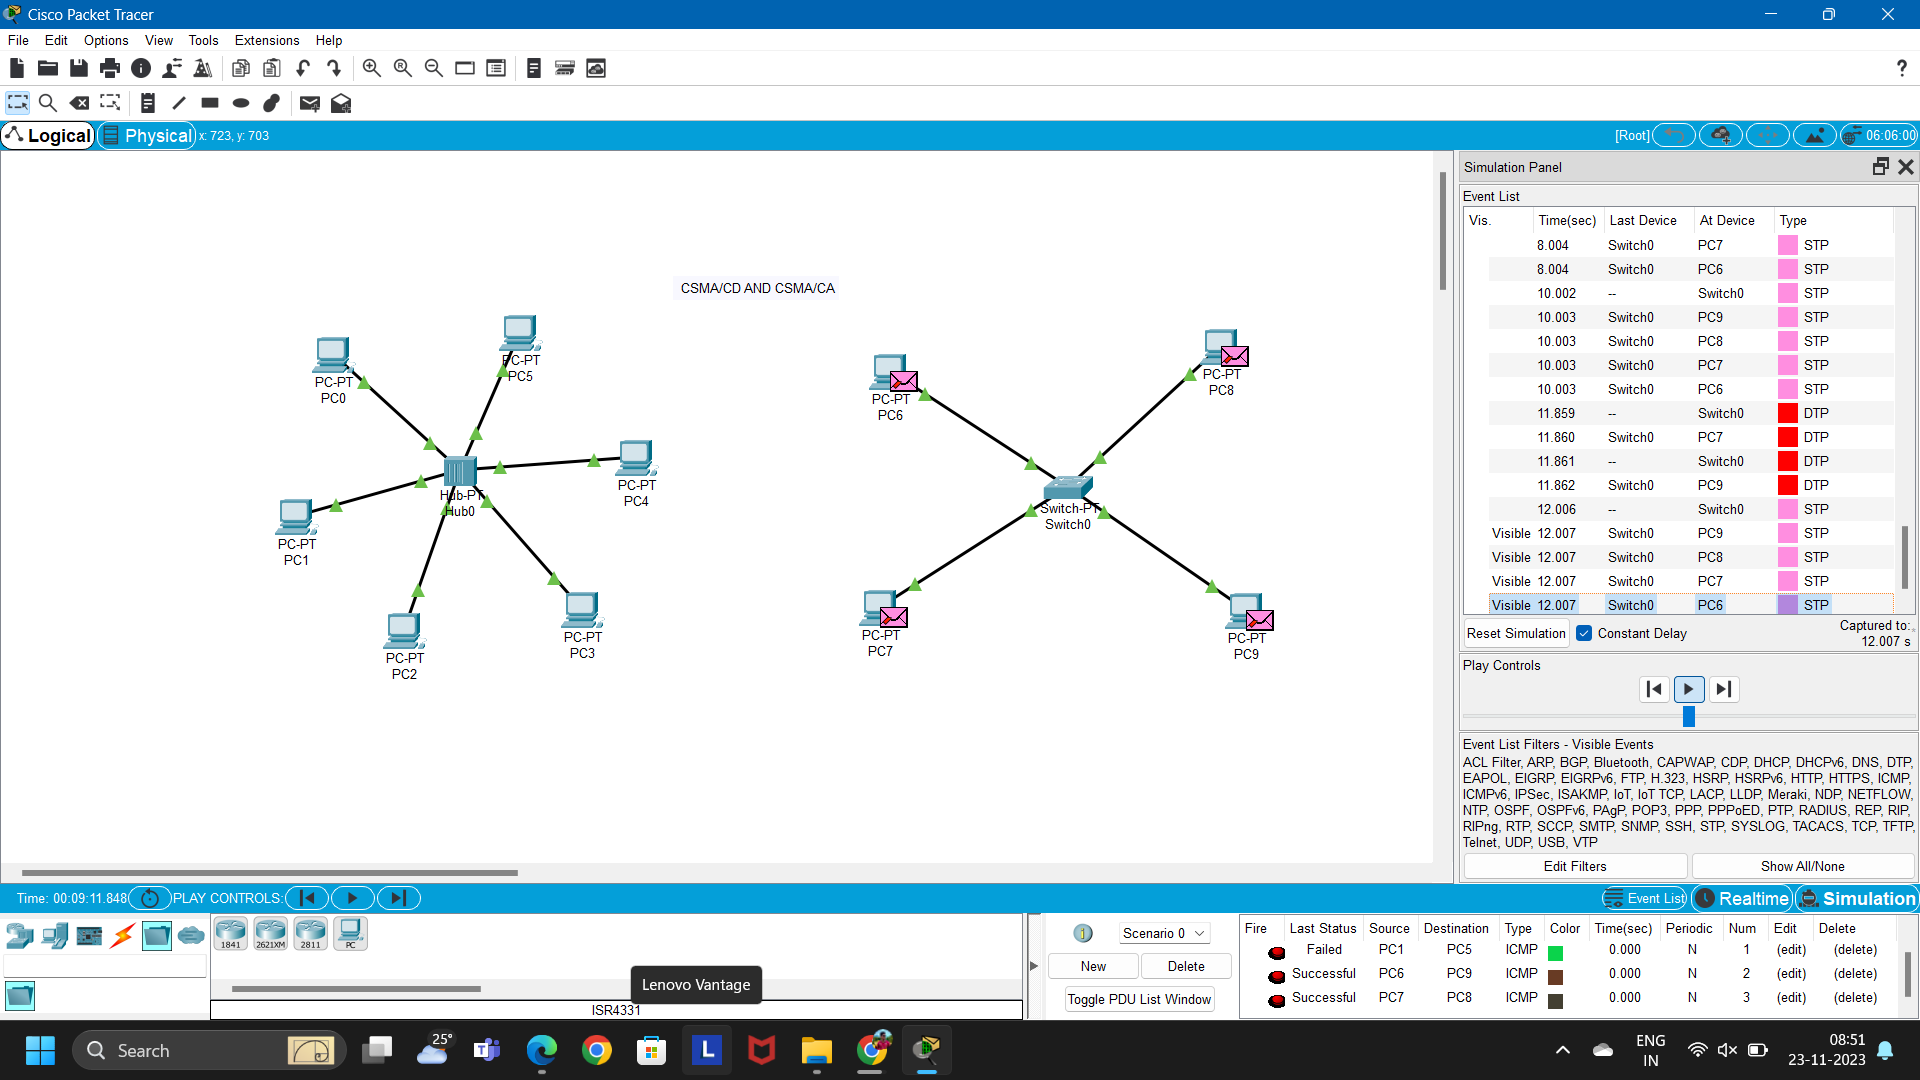 Cisco Packet Tracer
File Edit Options View Tools Extensions Help
Logical Physical x: 723, y: 703 [Root] 06:06:00
CSMA/CD AND CSMA/CA
PC-PT
PC0
PC-PT
PC5
PC-PT
PC4
Hub-PT
Hub0
PC-PT
PC1
PC-PT
PC2
PC-PT
PC3
PC-PT
PC6
PC-PT
PC8
Switch-PT
Switch0
PC-PT
PC7
PC-PT
PC9
Simulation Panel
Event List
Vis. Time(sec) Last Device At Device Type
8.004 Switch0 PC7 STP
8.004 Switch0 PC6 STP
10.002 -- Switch0 STP
10.003 Switch0 PC9 STP
10.003 Switch0 PC8 STP
10.003 Switch0 PC7 STP
10.003 Switch0 PC6 STP
11.859 -- Switch0 DTP
11.860 Switch0 PC7 DTP
11.861 -- Switch0 DTP
11.862 Switch0 PC9 DTP
12.006 -- Switch0 STP
Visible 12.007 Switch0 PC9 STP
Visible 12.007 Switch0 PC8 STP
Visible 12.007 Switch0 PC7 STP
Visible 12.007 Switch0 PC6 STP
Reset Simulation Constant Delay Captured to:
12.007 s
Play Controls
Event List Filters - Visible Events
ACL Filter, ARP, BGP, Bluetooth, CAPWAP, CDP, DHCP, DHCPv6, DNS, DTP,
EAPOL, EIGRP, EIGRPv6, FTP, H.323, HSRP, HSRPv6, HTTP, HTTPS, ICMP,
ICMPv6, IPSec, ISAKMP, IoT, IoT TCP, LACP, LLDP, Meraki, NDP, NETFLOW,
NTP, OSPF, OSPFv6, PAgP, POP3, PPP, PPPoED, PTP, RADIUS, REP, RIP,
RIPng, RTP, SCCP, SMTP, SNMP, SSH, STP, SYSLOG, TACACS, TCP, TFTP,
Telnet, UDP, USB, VTP
Edit Filters Show All/None
Time: 00:09:11.848 PLAY CONTROLS: Event List Realtime Simulation
1841 2621XM 2811 PC
Lenovo Vantage
ISR4331
Scenario 0
New Delete
Toggle PDU List Window
Fire Last Status Source Destination Type Color Time(sec) Periodic Num Edit Delete
Failed PC1 PC5 ICMP 0.000 N 1 (edit) (delete)
Successful PC6 PC9 ICMP 0.000 N 2 (edit) (delete)
Successful PC7 PC8 ICMP 0.000 N 3 (edit) (delete)
Search 25° L ENG
IN 08:51
23-11-2023